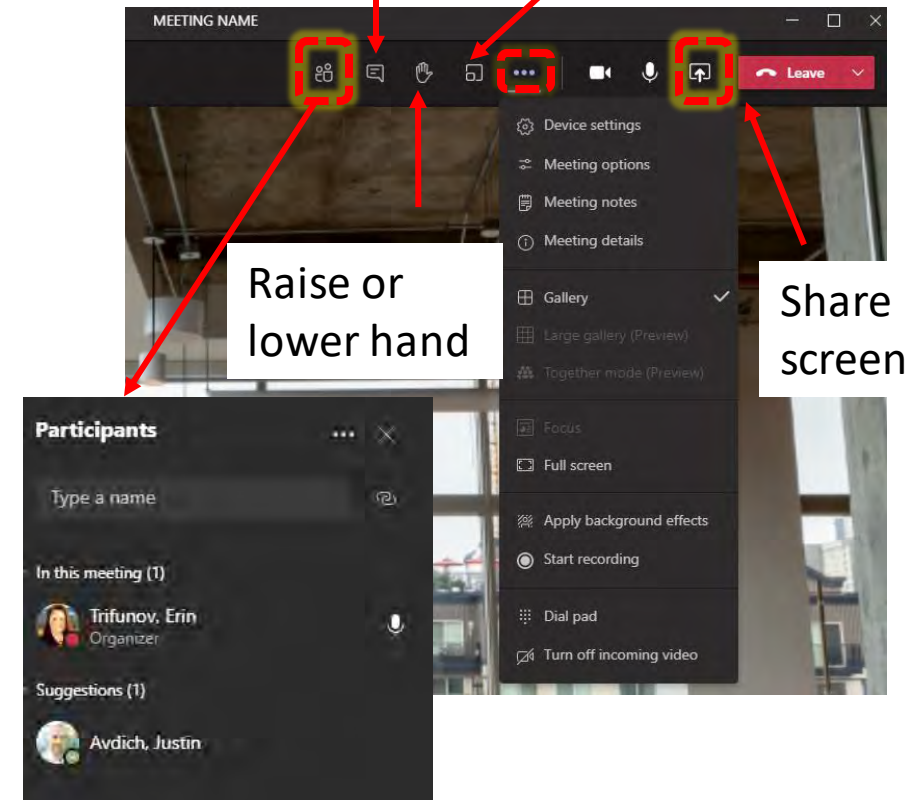 MEETING NAME
Leave
Device settings
Meeting options
Meeting notes
Meeting details
Gallery
Large gallery (Preview)
Together mode (Preview)
Focus
Full screen
Apply background effects
Start recording
Dial pad
Turn off incoming video
Raise or
lower hand
Share
screen
Participants
Type a name
In this meeting (1)
Trifunov, Erin
Organizer
Suggestions (1)
Avdich, Justin